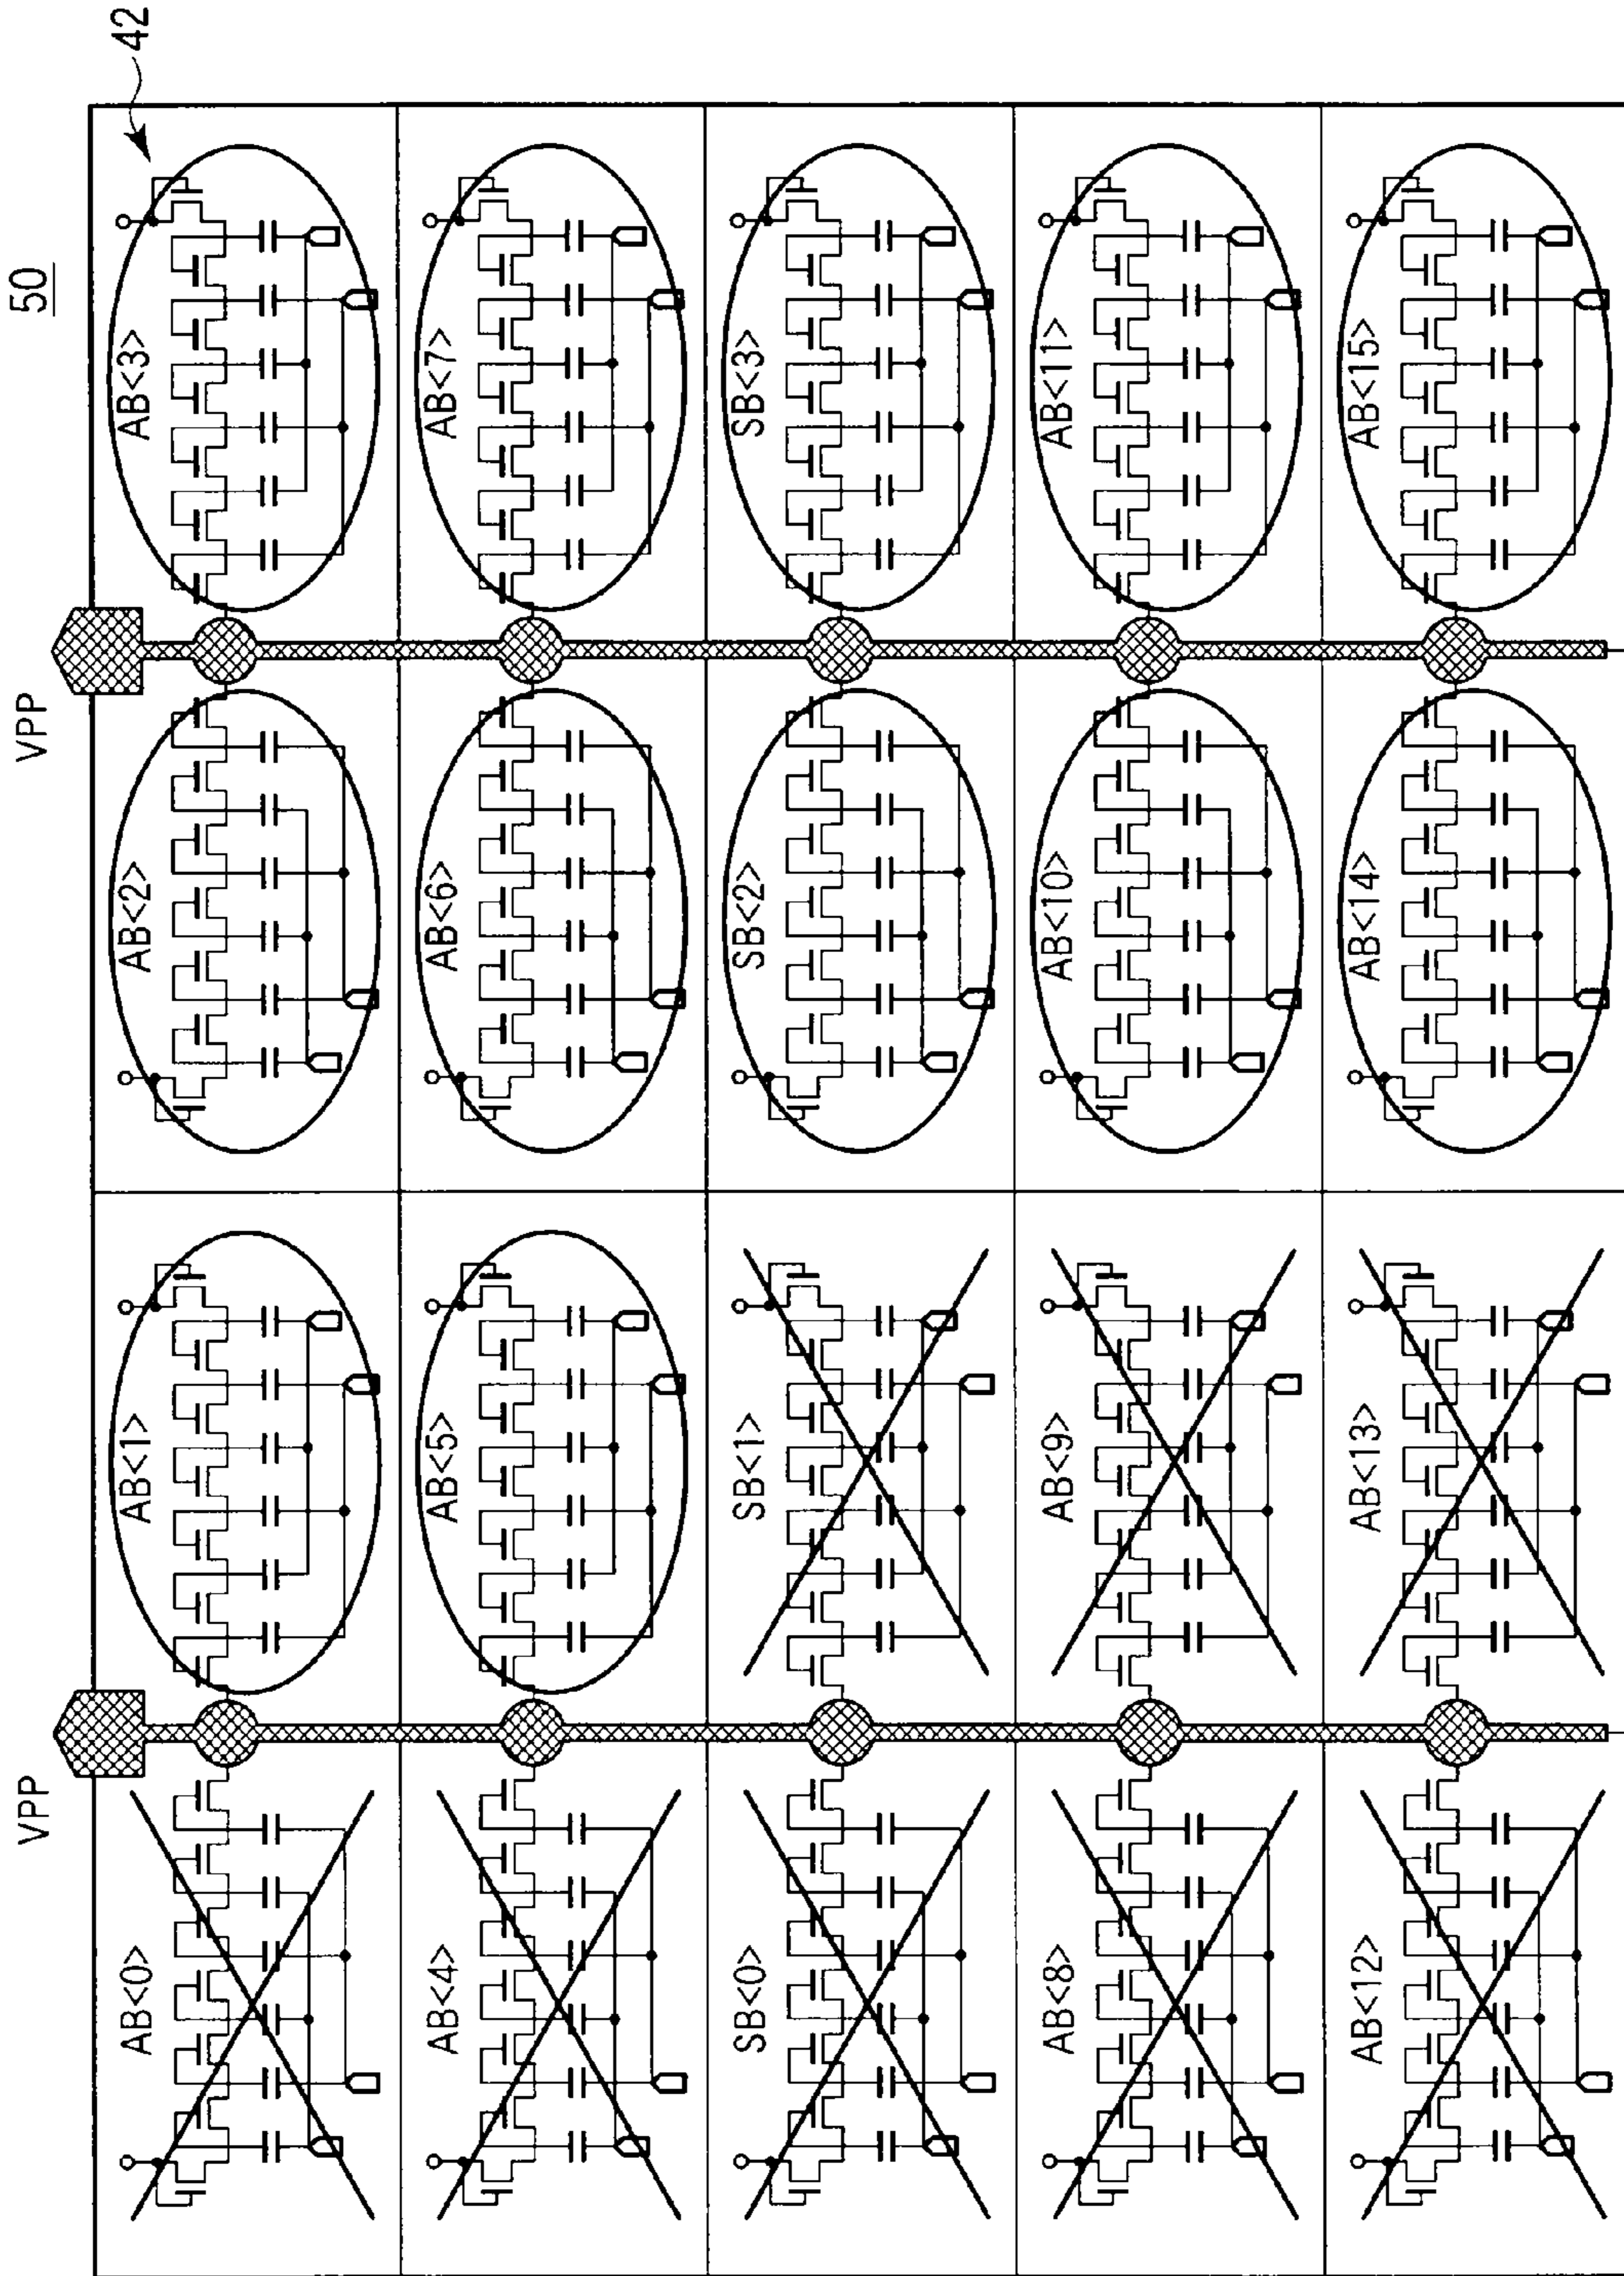 50
42
VPP
VPP
AB<0>
AB<1>
AB<2>
AB<3>
AB<4>
AB<5>
AB<6>
AB<7>
SB<0>
SB<1>
SB<2>
SB<3>
AB<8>
AB<9>
AB<10>
AB<11>
AB<12>
AB<13>
AB<14>
AB<15>